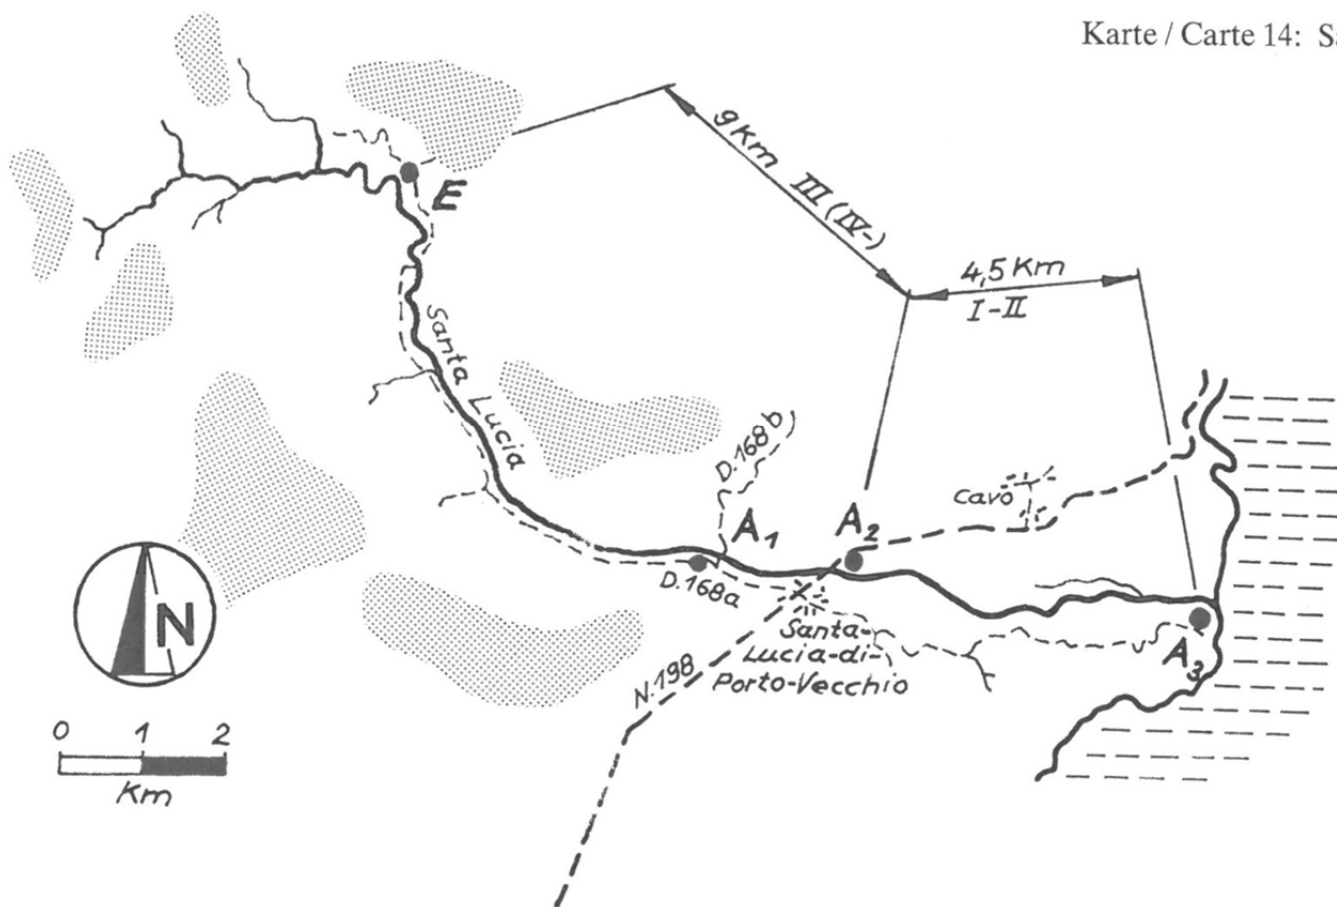 Karte / Carte 14: S
9 Km III (IV-)
4,5 Km
I-II
E
Santa Lucia
D.168b
Cavo
A1
A2
D.168a
Santa-
Lucia-di-
Porto-Vecchio
A3
N.198
N
0 1 2
Km